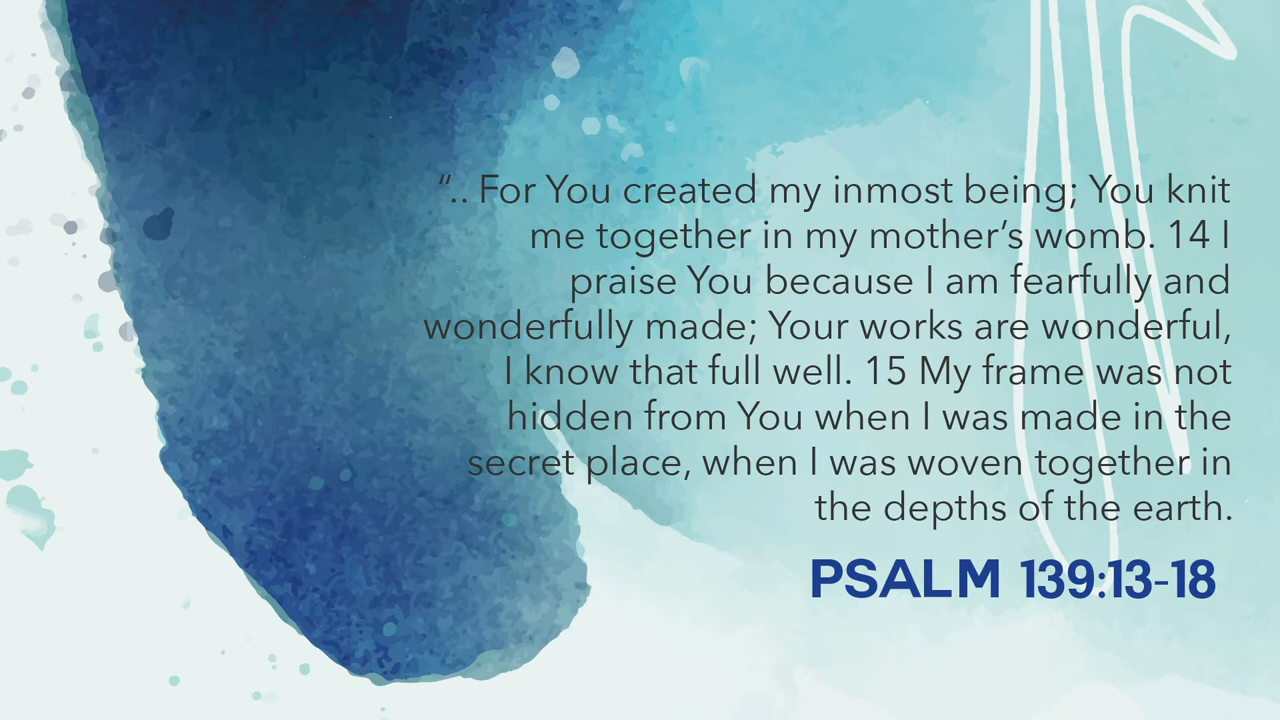 “.. For You created my inmost being; You knit
me together in my mother’s womb. 14 I
praise You because I am fearfully and
wonderfully made; Your works are wonderful,
I know that full well. 15 My frame was not
hidden from You when I was made in the
secret place, when I was woven together in
the depths of the earth.
PSALM 139:13-18